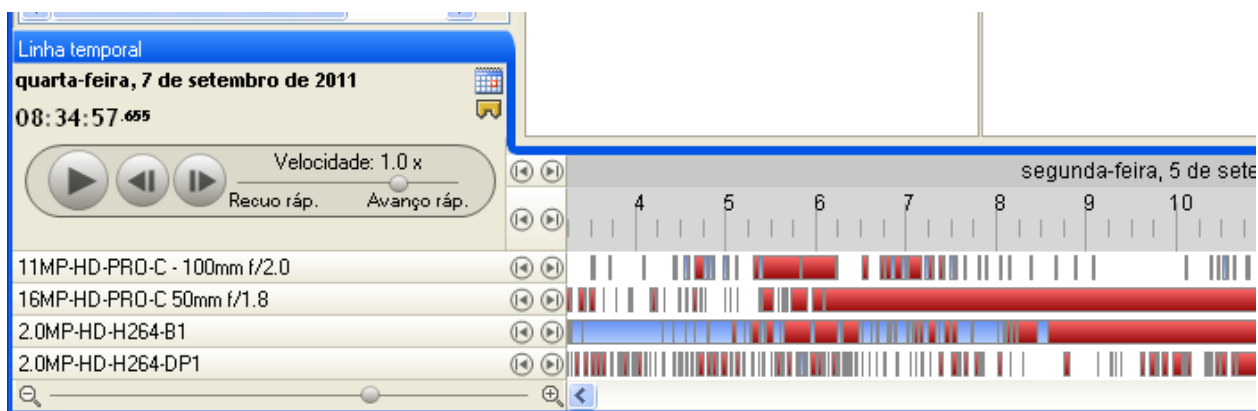 Linha temporal
quarta-feira, 7 de setembro de 2011
08:34:57.655
Velocidade: 1.0 x
Recuo ráp. Avanço ráp.
segunda-feira, 5 de sete
4 5 6 7 8 9 10
11MP-HD-PRO-C - 100mm f/2.0
16MP-HD-PRO-C 50mm f/1.8
2.0MP-HD-H264-B1
2.0MP-HD-H264-DP1